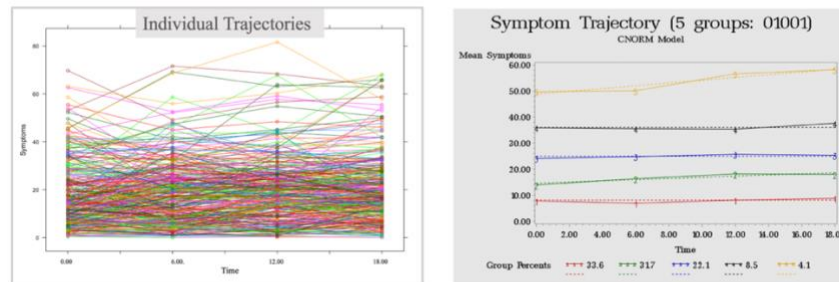 Individual Trajectories
80
60
40
20
0
Symptoms
0.00 6.00 12.00 18.00
Time
Symptom Trajectory (5 groups: 01001)
CNORM Model
Mean Symptoms
60.00
50.00
40.00
30.00
20.00
10.00
0.00
0.00 2.00 4.00 6.00 8.00 10.00 12.00 14.00 16.00 18.00
Time
Group Percents 33.6 31.7 22.1 8.5 4.1